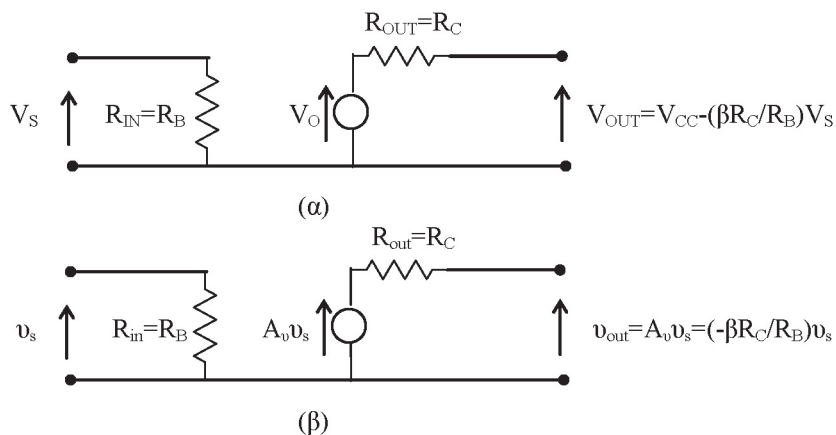 R_OUT=R_C
V_S
R_IN=R_B
V_O
V_OUT=V_CC-(βR_C/R_B)V_S
(α)
R_out=R_C
υ_s
R_in=R_B
A_υυ_s
υ_out=A_υυ_s=(-βR_C/R_B)υ_s
(β)